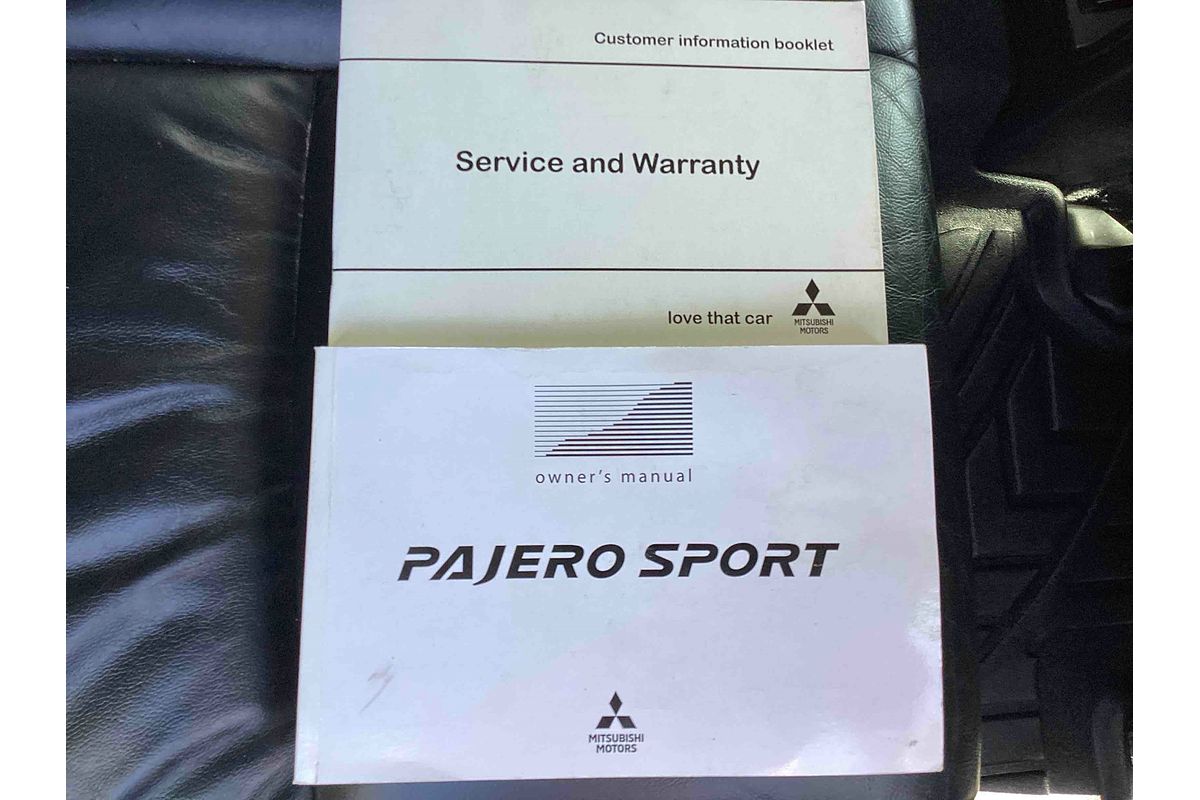 Customer information booklet
Service and Warranty
love that car
MITSUBISHI
MOTORS
owner's manual
PAJERO SPORT
MITSUBISHI
MOTORS